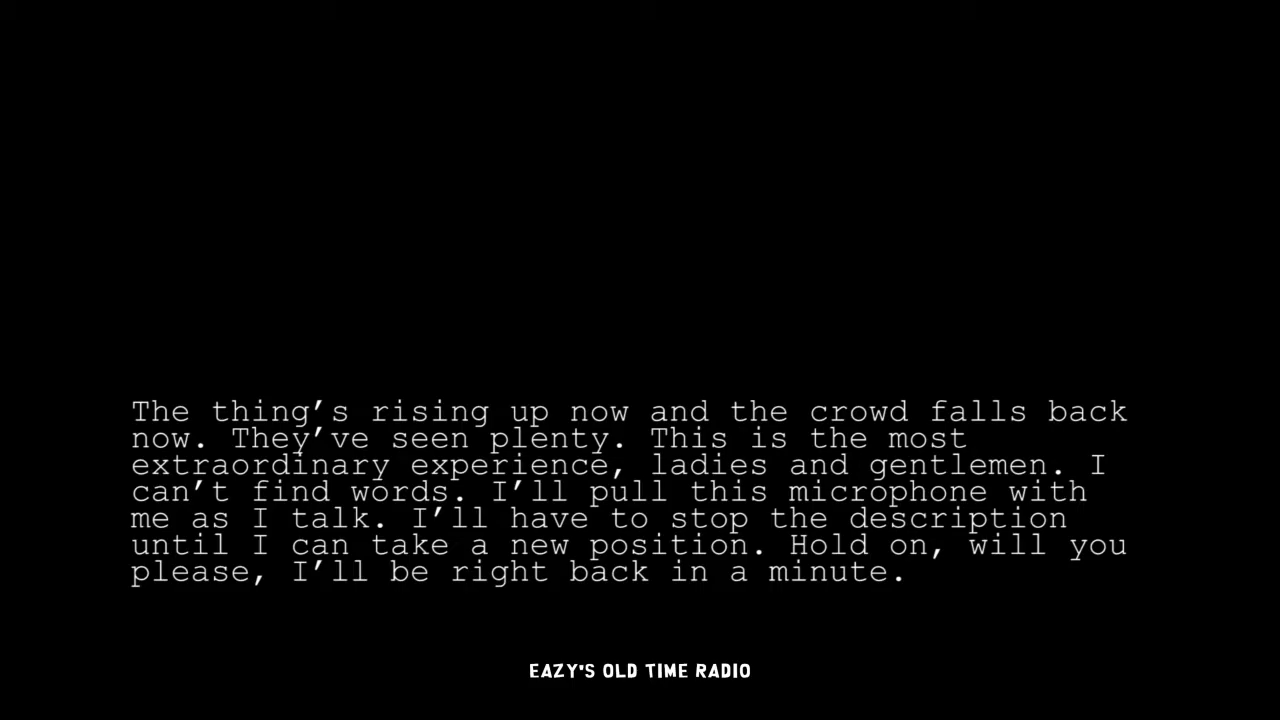 The thing’s rising up now and the crowd falls back
now. They’ve seen plenty. This is the most
extraordinary experience, ladies and gentlemen. I
can’t find words. I’ll pull this microphone with
me as I talk. I’ll have to stop the description
until I can take a new position. Hold on, will you
please, I’ll be right back in a minute.
EAZY'S OLD TIME RADIO